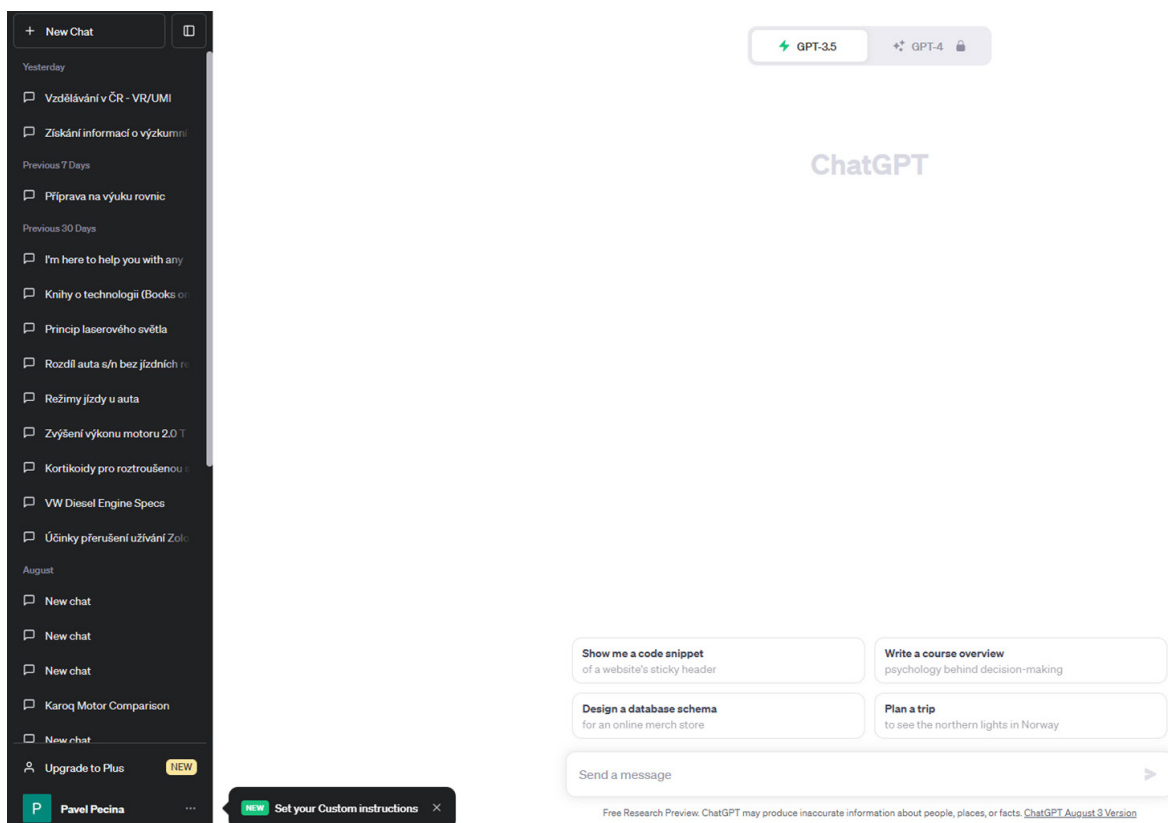 + New Chat
Yesterday
Vzdělávání v ČR - VR/UMI
Získání informací o výzkumní
Previous 7 Days
Příprava na výuku rovnic
Previous 30 Days
I'm here to help you with any
Knihy o technologii (Books on
Princip laserového světla
Rozdíl auta s/n bez jízdních re
Režimy jízdy u auta
Zvýšení výkonu motoru 2.0 T
Kortikoidy pro roztroušenou s
VW Diesel Engine Specs
Účinky přerušení užívání Zolo
August
New chat
New chat
New chat
Karoq Motor Comparison
New chat
Upgrade to Plus NEW
P Pavel Pecina ...
NEW Set your Custom instructions ×
GPT-3.5 GPT-4
ChatGPT
Show me a code snippet
of a website's sticky header
Write a course overview
psychology behind decision-making
Design a database schema
for an online merch store
Plan a trip
to see the northern lights in Norway
Send a message
Free Research Preview. ChatGPT may produce inaccurate information about people, places, or facts. ChatGPT August 3 Version